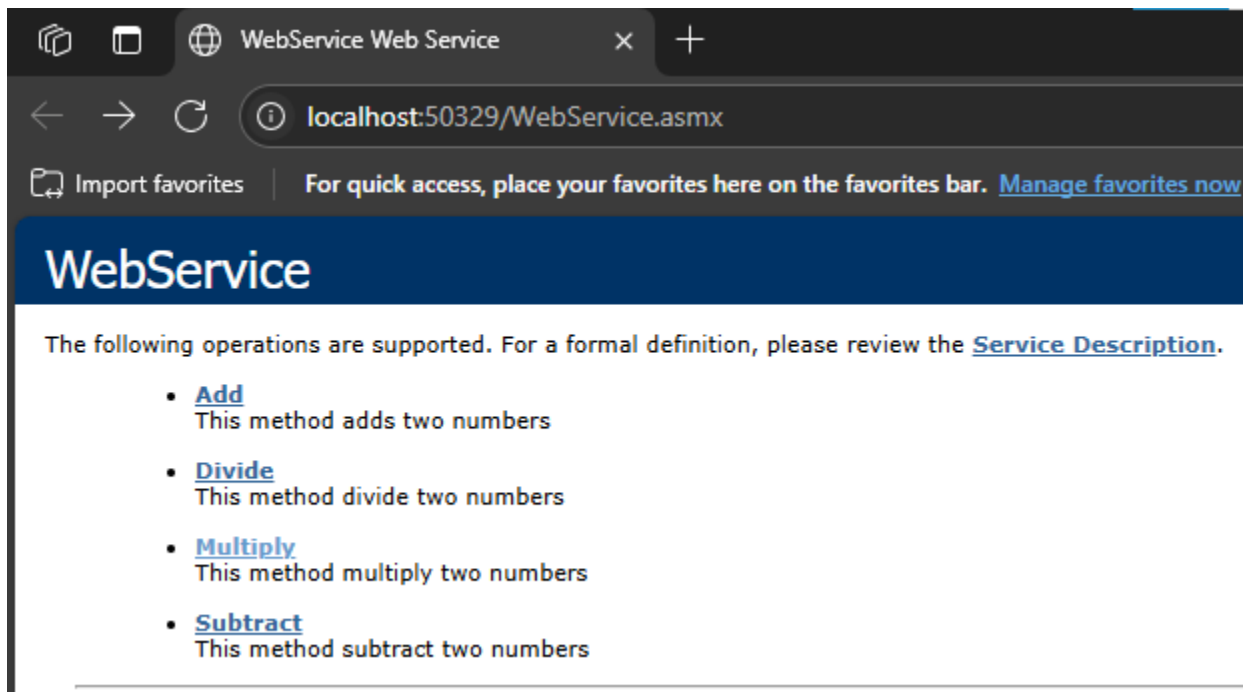 WebService Web Service
localhost:50329/WebService.asmx
Import favorites For quick access, place your favorites here on the favorites bar. Manage favorites now
WebService
The following operations are supported. For a formal definition, please review the Service Description.
• Add
This method adds two numbers
• Divide
This method divide two numbers
• Multiply
This method multiply two numbers
• Subtract
This method subtract two numbers